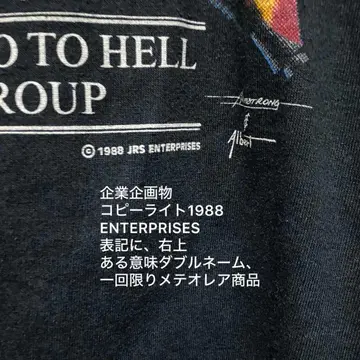 O TO HELL
ROUP
ARMSTRONG
&
Albert
© 1988 JRS ENTERPRISES
企業企画物
コピーライト1988
ENTERPRISES
表記に、右上
ある意味ダブルネーム、
一回限りメテオレア商品